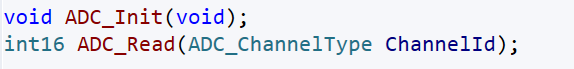 void ADC_Init(void);
int16 ADC_Read(ADC_ChannelType ChannelId);